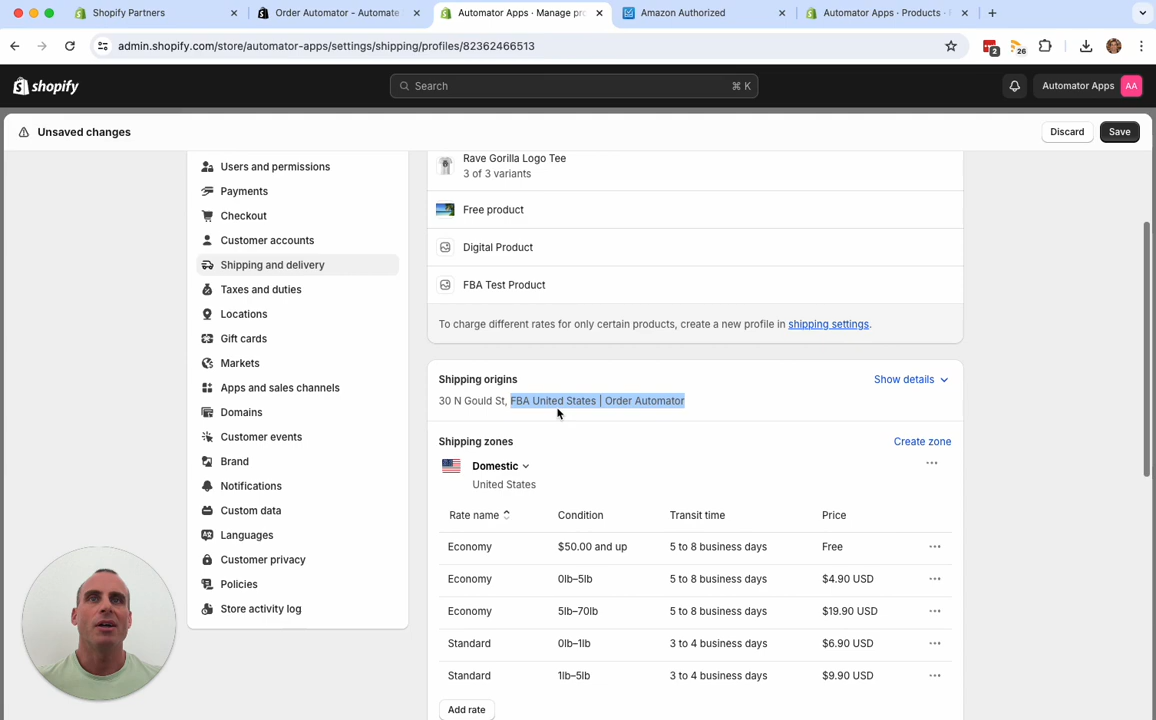 Shopify Partners
Order Automator - Automate
Automator Apps · Manage pr
Amazon Authorized
Automator Apps · Products ·
admin.shopify.com/store/automator-apps/settings/shipping/profiles/82362466513
2
26
shopify
Search
⌘ K
Automator Apps
AA
Unsaved changes
Discard
Save
Users and permissions
Payments
Checkout
Customer accounts
Shipping and delivery
Taxes and duties
Locations
Gift cards
Markets
Apps and sales channels
Domains
Customer events
Brand
Notifications
Custom data
Languages
Customer privacy
Policies
Store activity log
Rave Gorilla Logo Tee
3 of 3 variants
Free product
Digital Product
FBA Test Product
To charge different rates for only certain products, create a new profile in shipping settings.
Shipping origins
Show details
30 N Gould St, FBA United States | Order Automator
Shipping zones
Create zone
Domestic
United States
Rate name Condition Transit time Price
Economy $50.00 and up 5 to 8 business days Free
Economy 0lb–5lb 5 to 8 business days $4.90 USD
Economy 5lb–70lb 5 to 8 business days $19.90 USD
Standard 0lb–1lb 3 to 4 business days $6.90 USD
Standard 1lb–5lb 3 to 4 business days $9.90 USD
Add rate